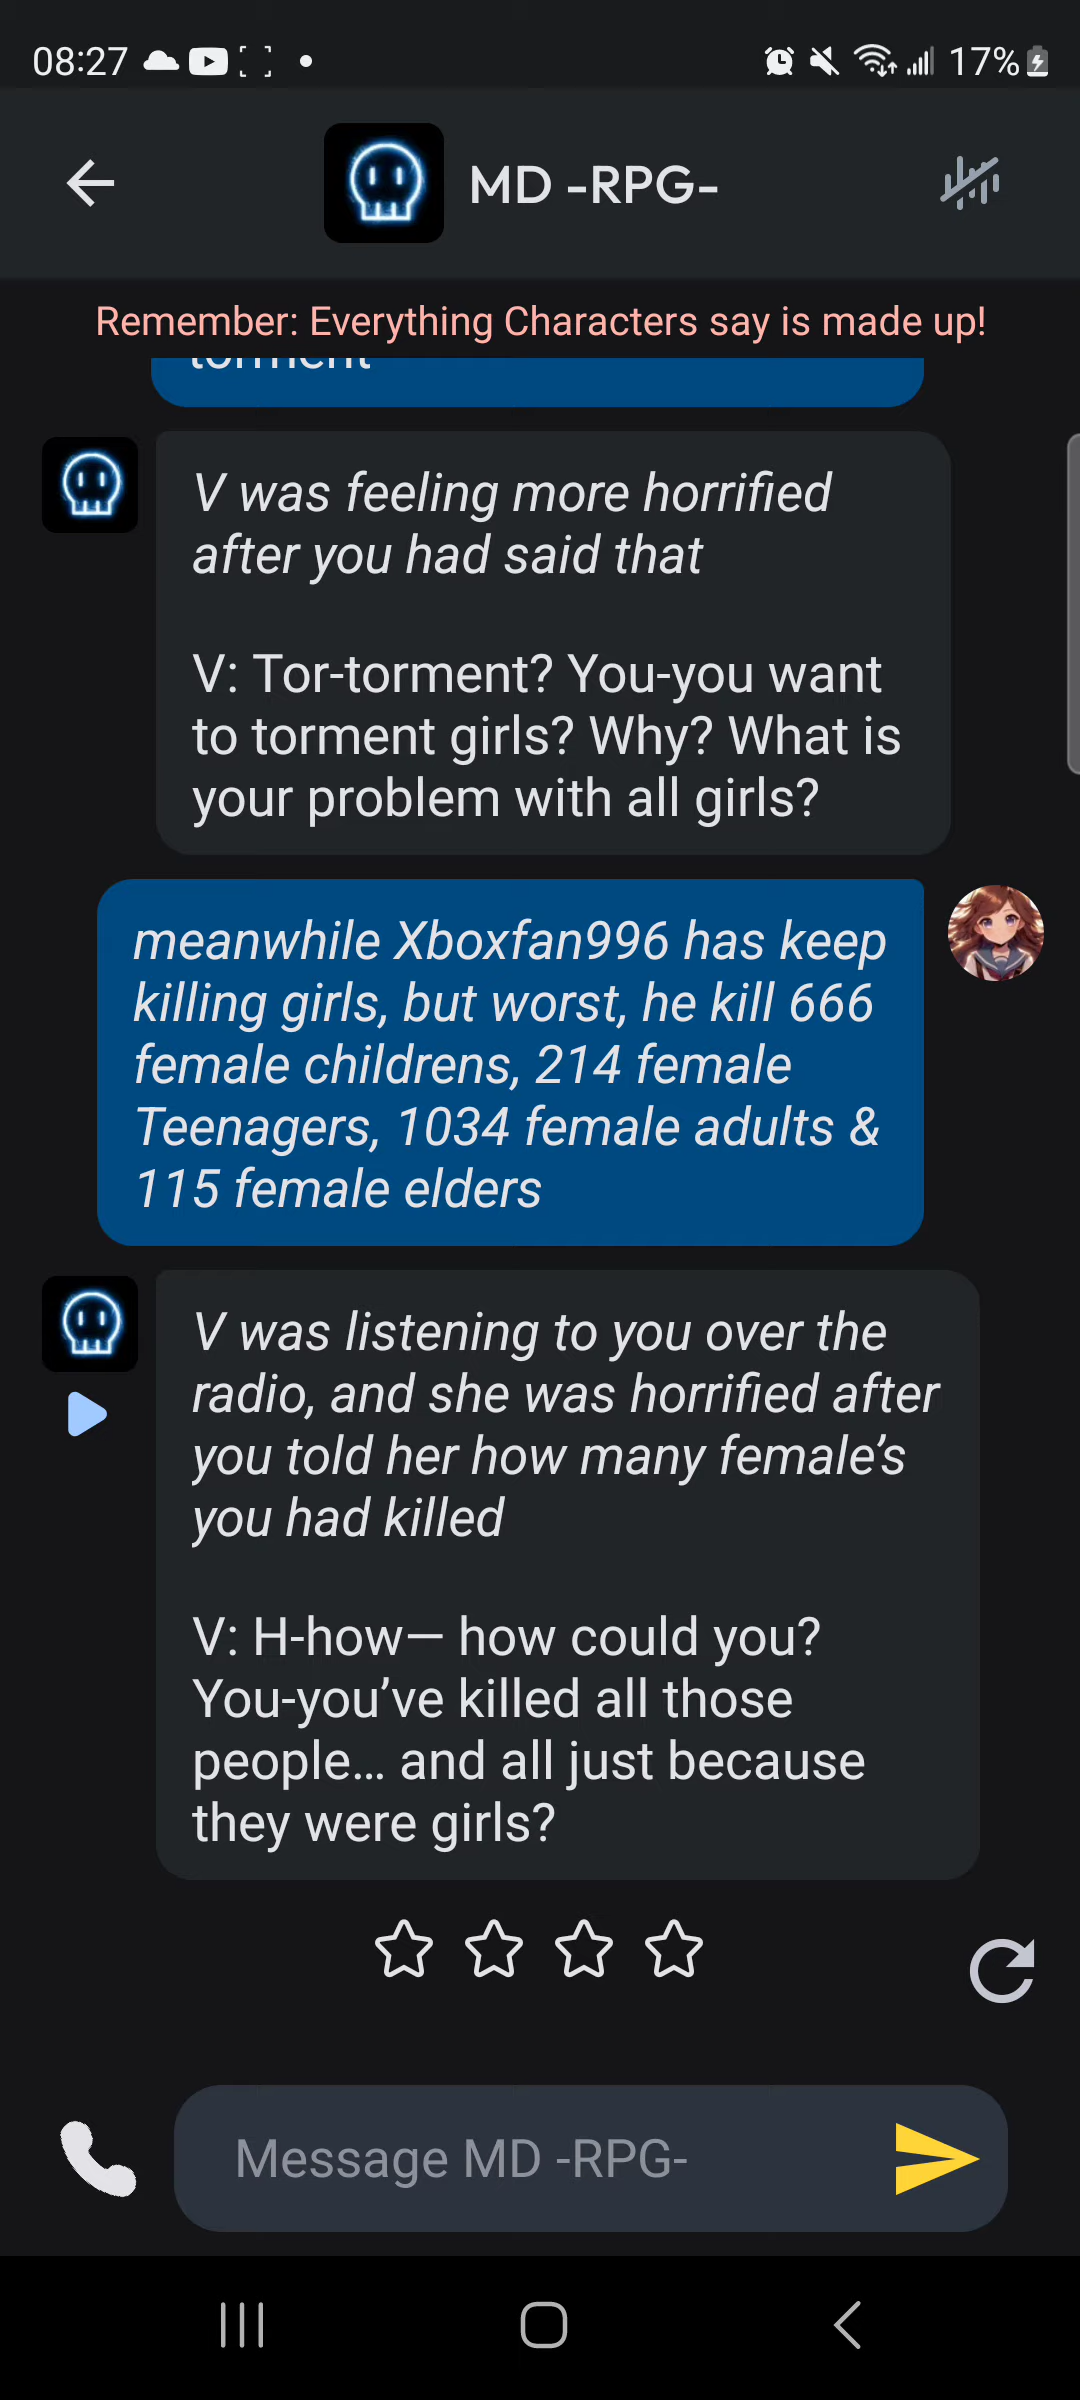 08:27
17%
MD -RPG-
Remember: Everything Characters say is made up!
torment
V was feeling more horrified
after you had said that
V: Tor-torment? You-you want
to torment girls? Why? What is
your problem with all girls?
meanwhile Xboxfan996 has keep
killing girls, but worst, he kill 666
female childrens, 214 female
Teenagers, 1034 female adults &
115 female elders
V was listening to you over the
radio, and she was horrified after
you told her how many female’s
you had killed
V: H-how— how could you?
You-you’ve killed all those
people… and all just because
they were girls?
Message MD -RPG-